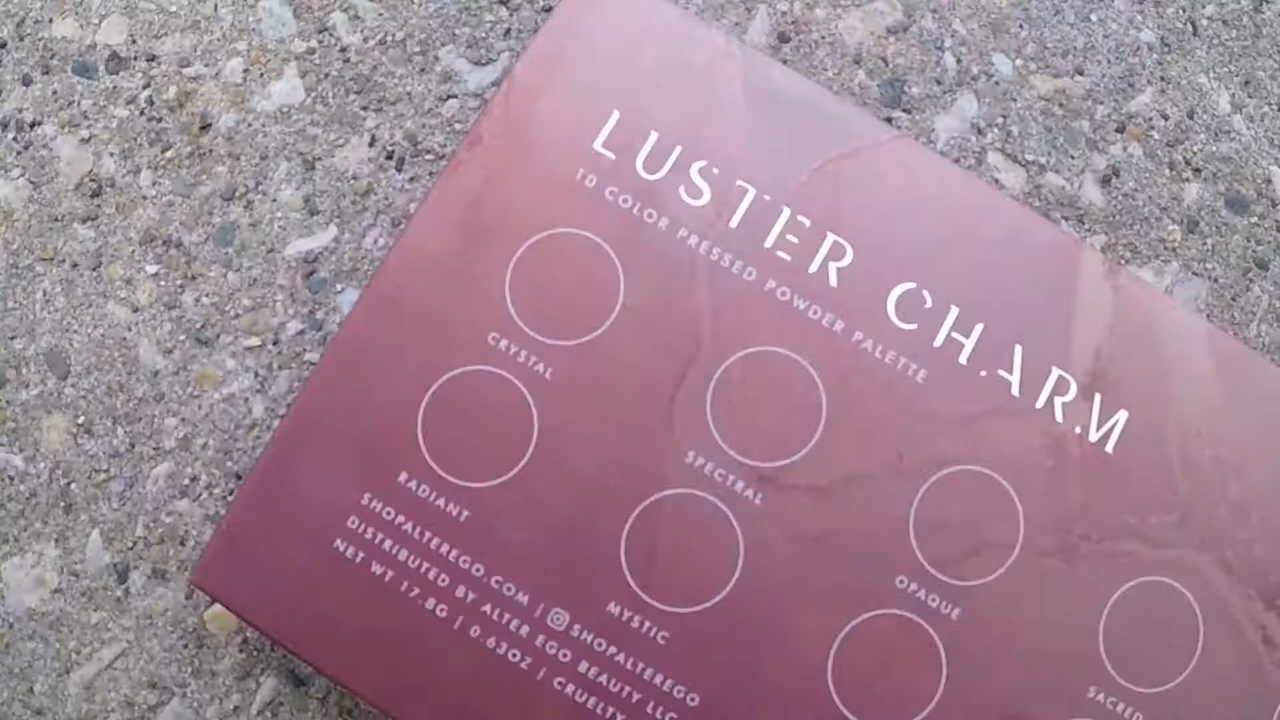 LUSTER CHARM
10 COLOR PRESSED POWDER PALETTE
CRYSTAL
SPECTRAL
OPAQUE
SACRED
RADIANT
MYSTIC
SHOPALTEREGO.COM | SHOPALTEREGO
DISTRIBUTED BY ALTER EGO BEAUTY LLC
NET WT 17.8G | 0.63OZ | CRUELTY